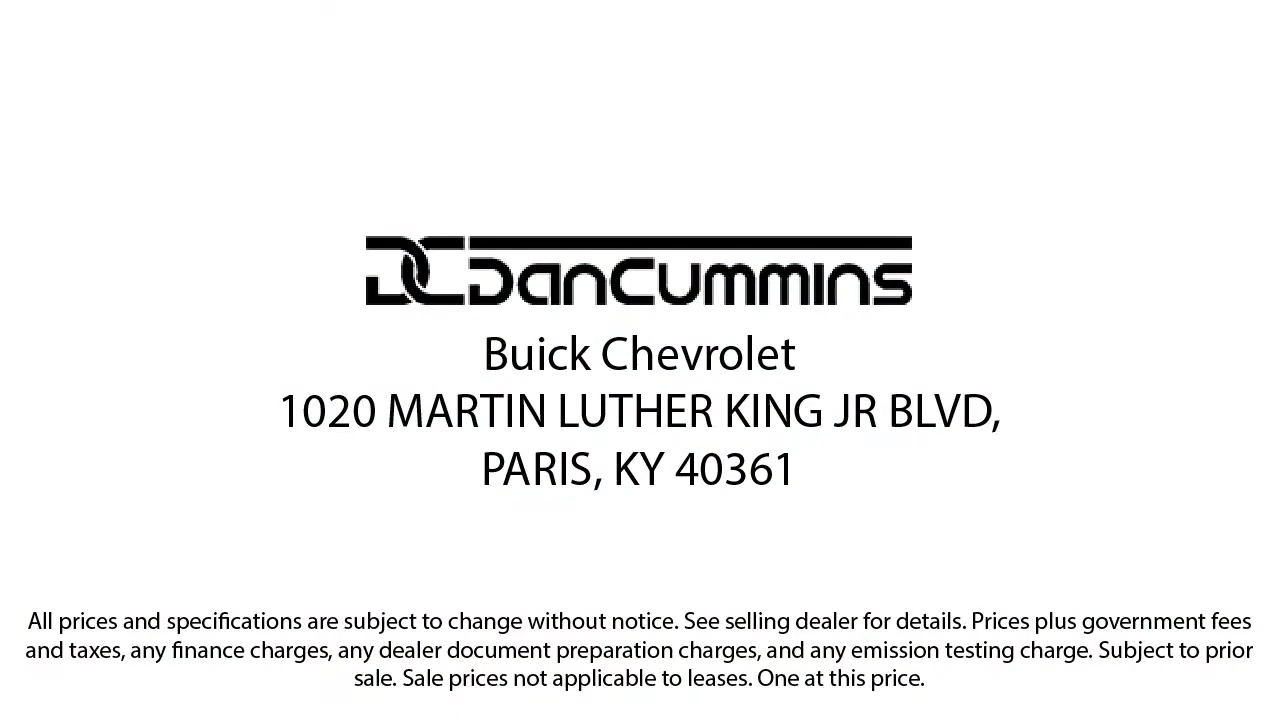 DC DanCummins
Buick Chevrolet
1020 MARTIN LUTHER KING JR BLVD,
PARIS, KY 40361
All prices and specifications are subject to change without notice. See selling dealer for details. Prices plus government fees
and taxes, any finance charges, any dealer document preparation charges, and any emission testing charge. Subject to prior
sale. Sale prices not applicable to leases. One at this price.